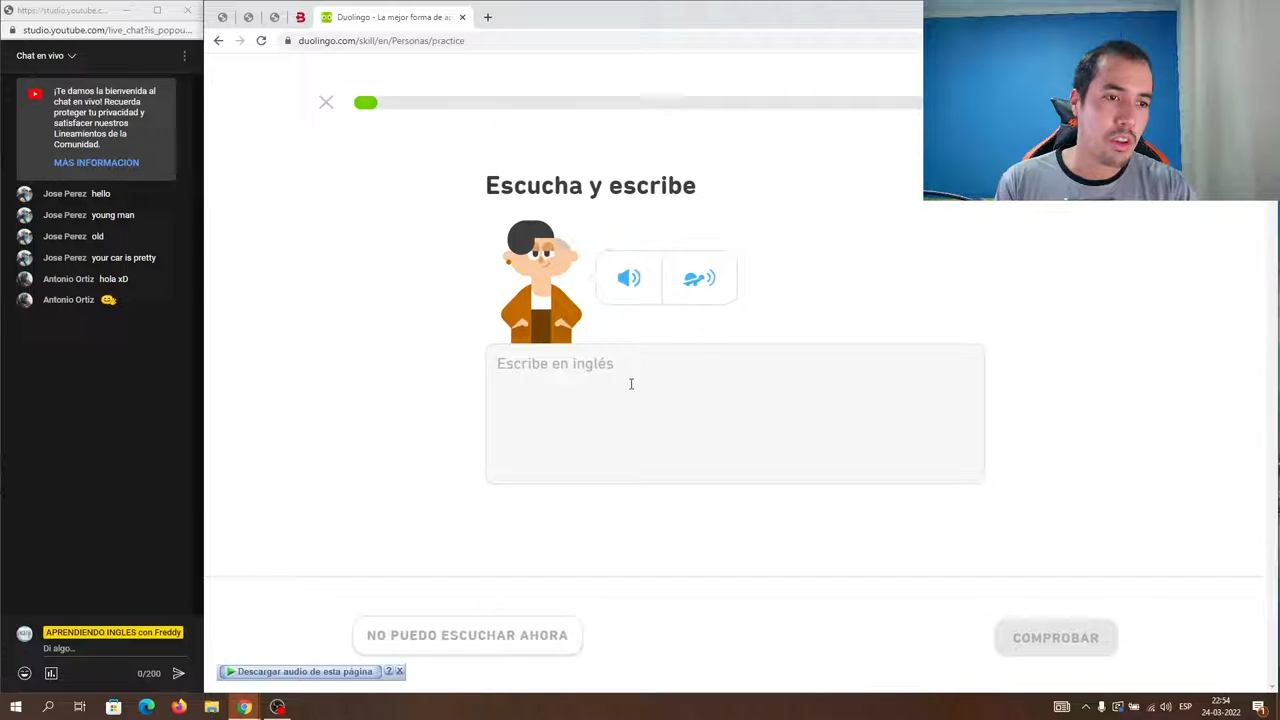 https://studio.youtube.c...
studio.youtube.com/live_chat?is_popou...
Chat en vivo
¡Te damos la bienvenida al
chat en vivo! Recuerda
proteger tu privacidad y
satisfacer nuestros
Lineamientos de la
Comunidad.
MÁS INFORMACIÓN
Jose Perez hello
Jose Perez young man
Jose Perez old
Jose Perez your car is pretty
Antonio Ortiz hola xD
Antonio Ortiz
APRENDIENDO INGLES con Freddy
Di algo...
0/200
Duolingo - La mejor forma de ap
duolingo.com/skill/en/Personas/practice
Escucha y escribe
Escribe en inglés
NO PUEDO ESCUCHAR AHORA
COMPROBAR
Descargar audio de esta página ? X
ESP
22:54
24-03-2022